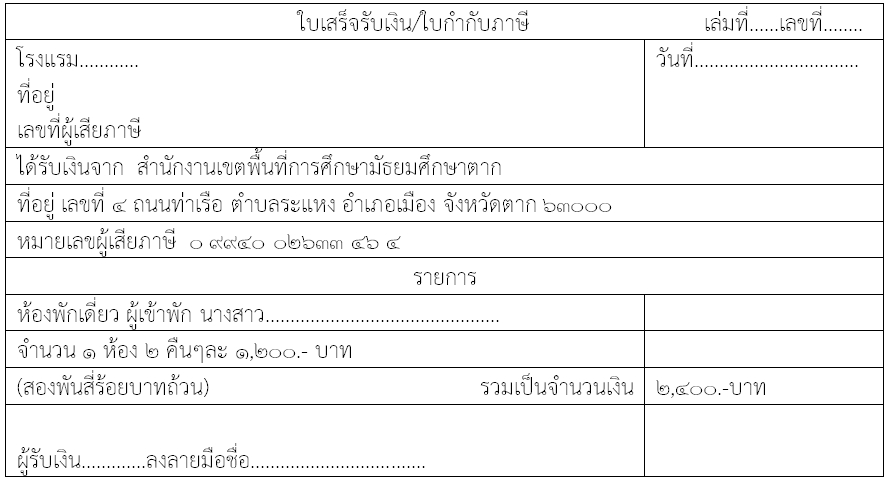 ใบเสร็จรับเงิน/ใบกำกับภาษี เล่มที่......เลขที่........
โรงแรม............ วันที่.................................
ที่อยู่
เลขที่ผู้เสียภาษี
ได้รับเงินจาก สำนักงานเขตพื้นที่การศึกษามัธยมศึกษาตาก
ที่อยู่ เลขที่ ๔ ถนนท่าเรือ ตำบลระแหง อำเภอเมือง จังหวัดตาก ๖๓๐๐๐
หมายเลขผู้เสียภาษี ๐ ๙๙๔๐ ๐๒๖๓๓ ๔๖ ๔
รายการ
ห้องพักเดี่ยว ผู้เข้าพัก นางสาว...............................................
จำนวน ๑ ห้อง ๒ คืนๆละ ๑,๒๐๐.- บาท
(สองพันสี่ร้อยบาทถ้วน) รวมเป็นจำนวนเงิน ๒,๔๐๐.-บาท
ผู้รับเงิน.............ลงลายมือชื่อ...................................